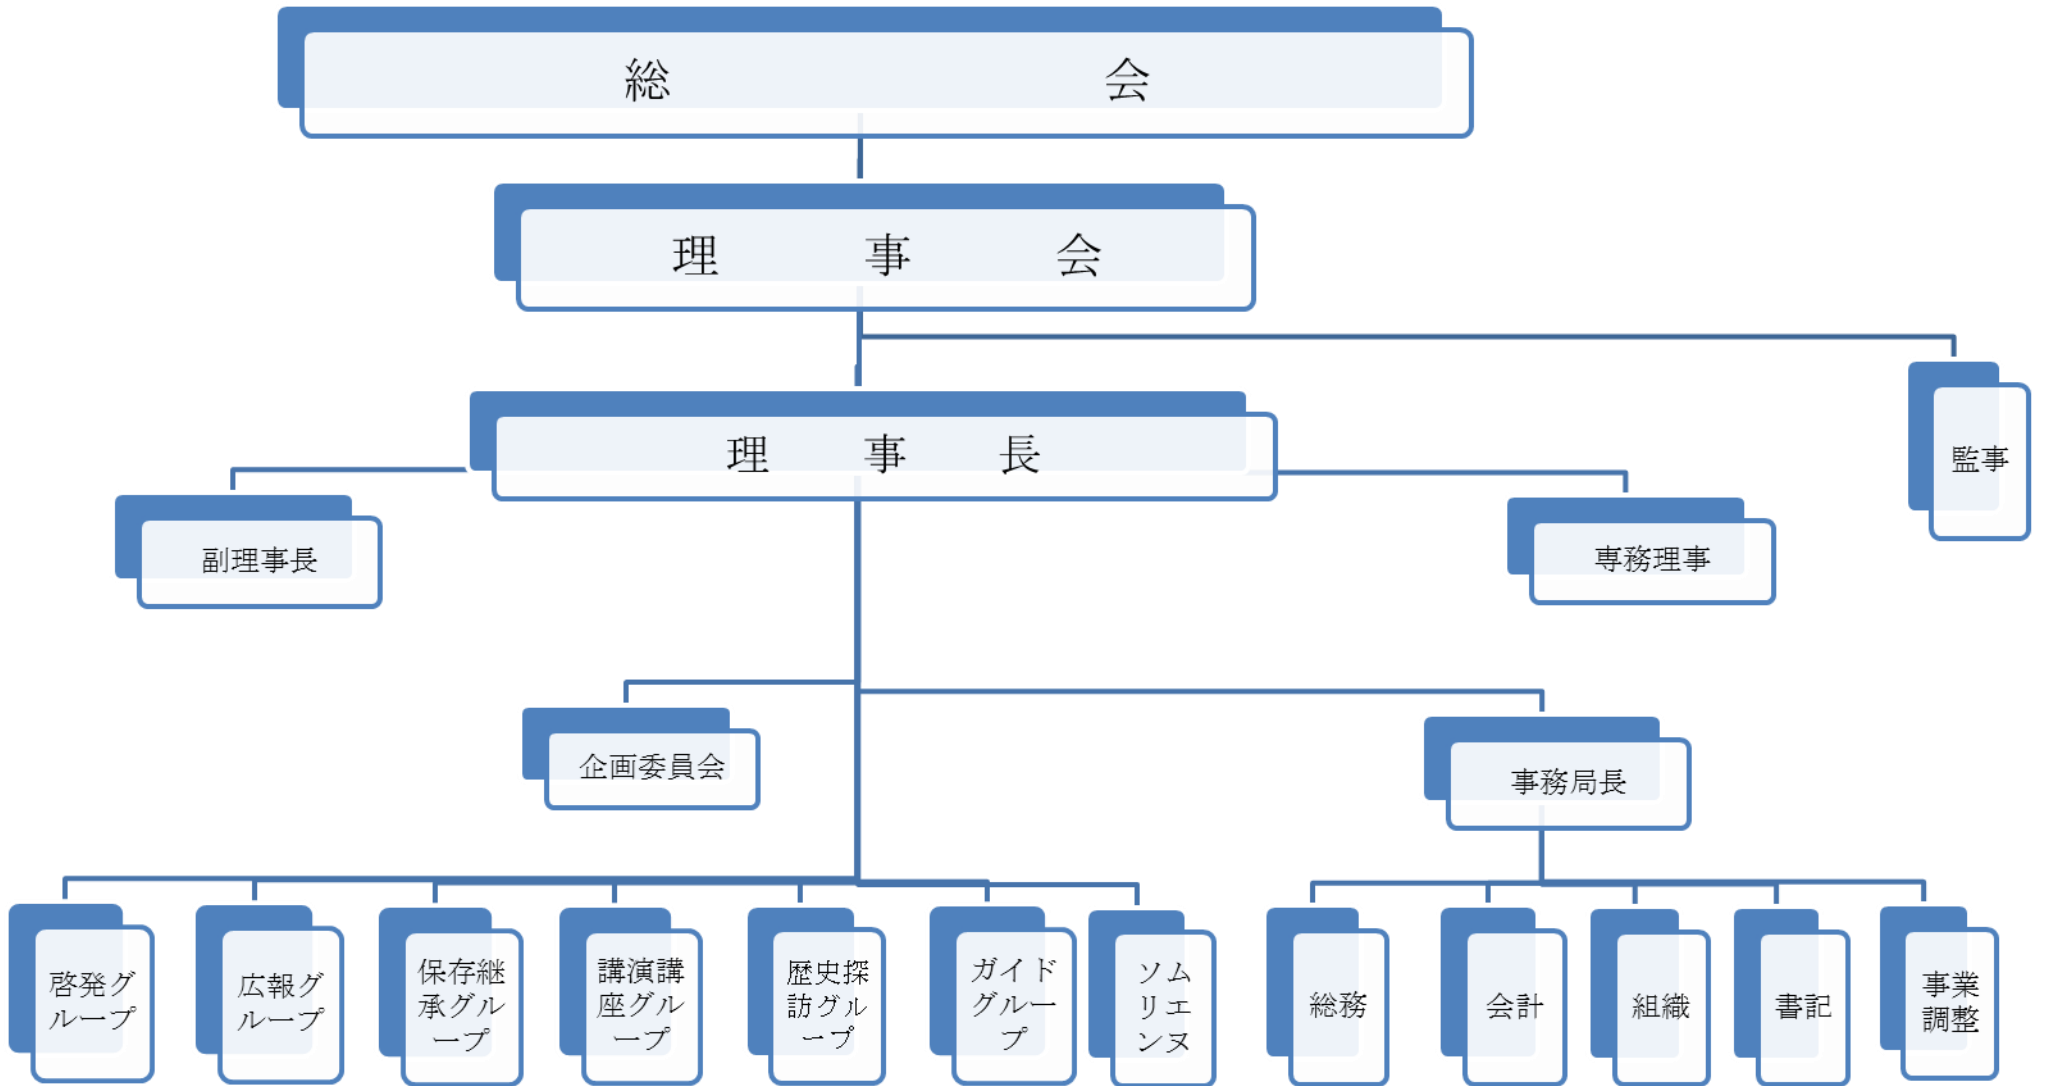 総会
理事会
理事長
監事
副理事長
専務理事
企画委員会
事務局長
啓発グ
ループ
広報グ
ループ
保存継
承グル
ープ
講演講
座グル
ープ
歴史探
訪グル
ープ
ガイド
グルー
プ
ソム
リエ
ンヌ
総務
会計
組織
書記
事業
調整